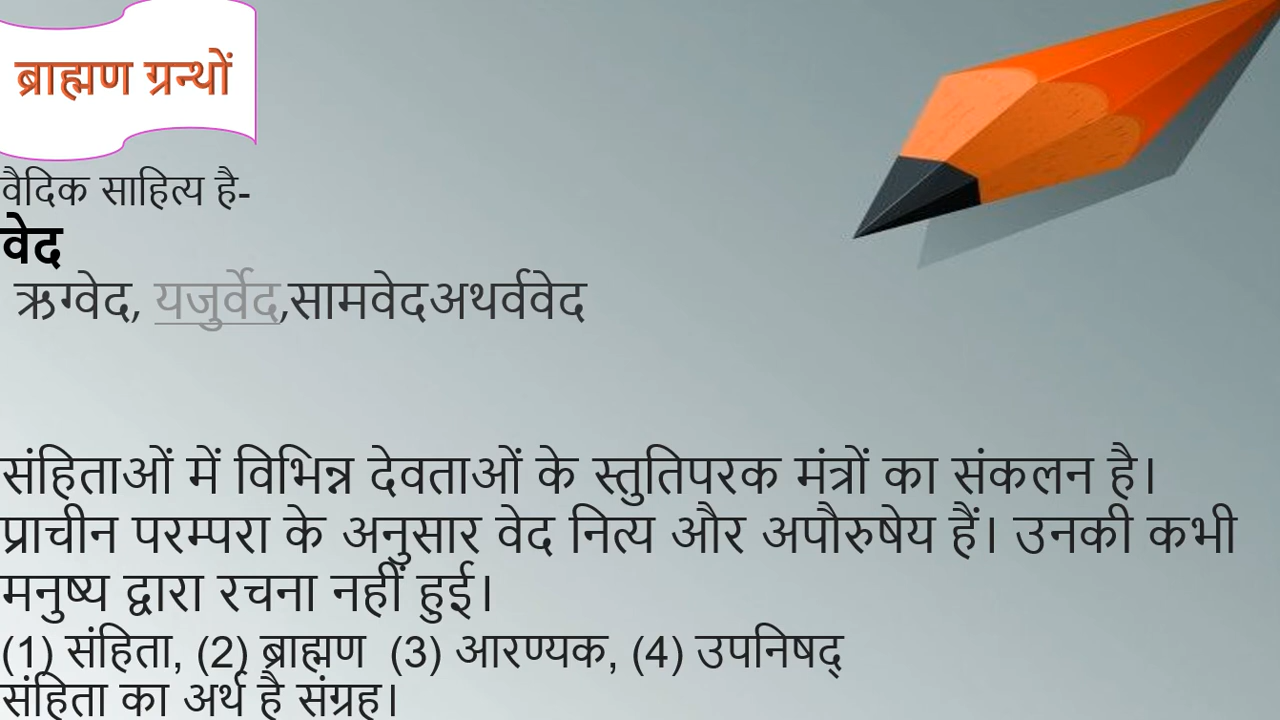 ब्राह्मण ग्रन्थों
वैदिक साहित्य है-
वेद
ऋग्वेद, यजुर्वेद,सामवेदअथर्ववेद
संहिताओं में विभिन्न देवताओं के स्तुतिपरक मंत्रों का संकलन है।
प्राचीन परम्परा के अनुसार वेद नित्य और अपौरुषेय हैं। उनकी कभी
मनुष्य द्वारा रचना नहीं हुई।
(1) संहिता, (2) ब्राह्मण (3) आरण्यक, (4) उपनिषद्
संहिता का अर्थ है संग्रह।